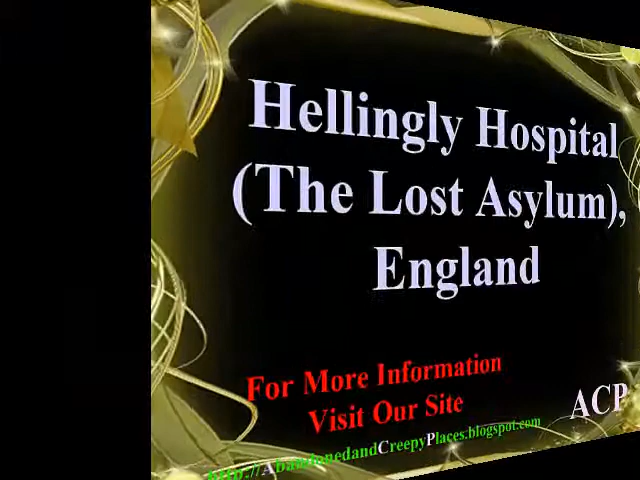 Hellingly Hospital
(The Lost Asylum),
England
For More Information
Visit Our Site
ACP
http://AbandonedandCreepyPlaces.blogspot.com